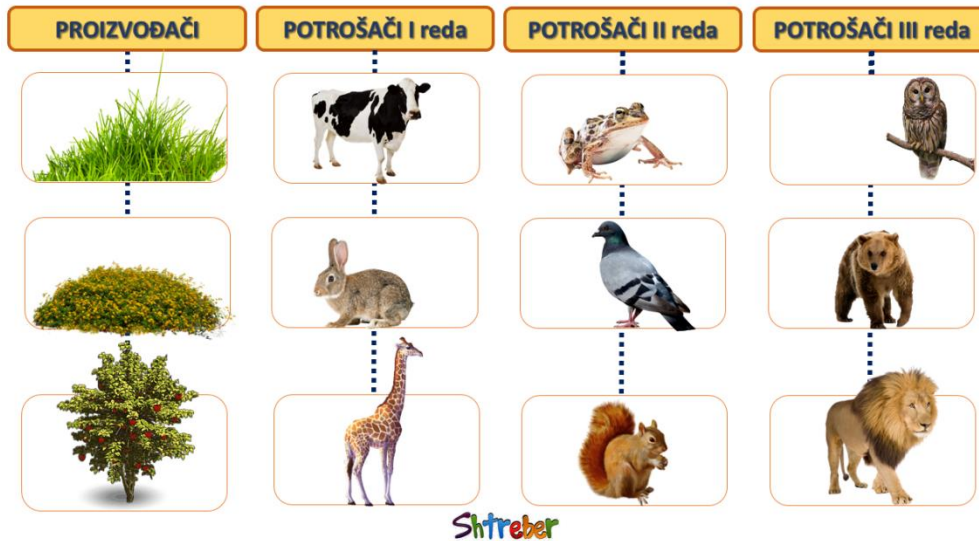 PROIZVOĐAČI
POTROŠAČI I reda
POTROŠAČI II reda
POTROŠAČI III reda
Shtreber